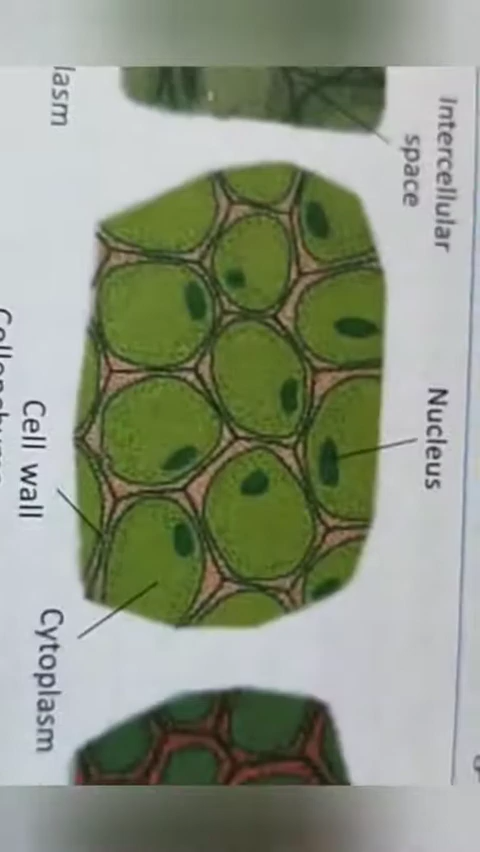 Intercellular
space
Nucleus
lasm
Cell wall
Cytoplasm